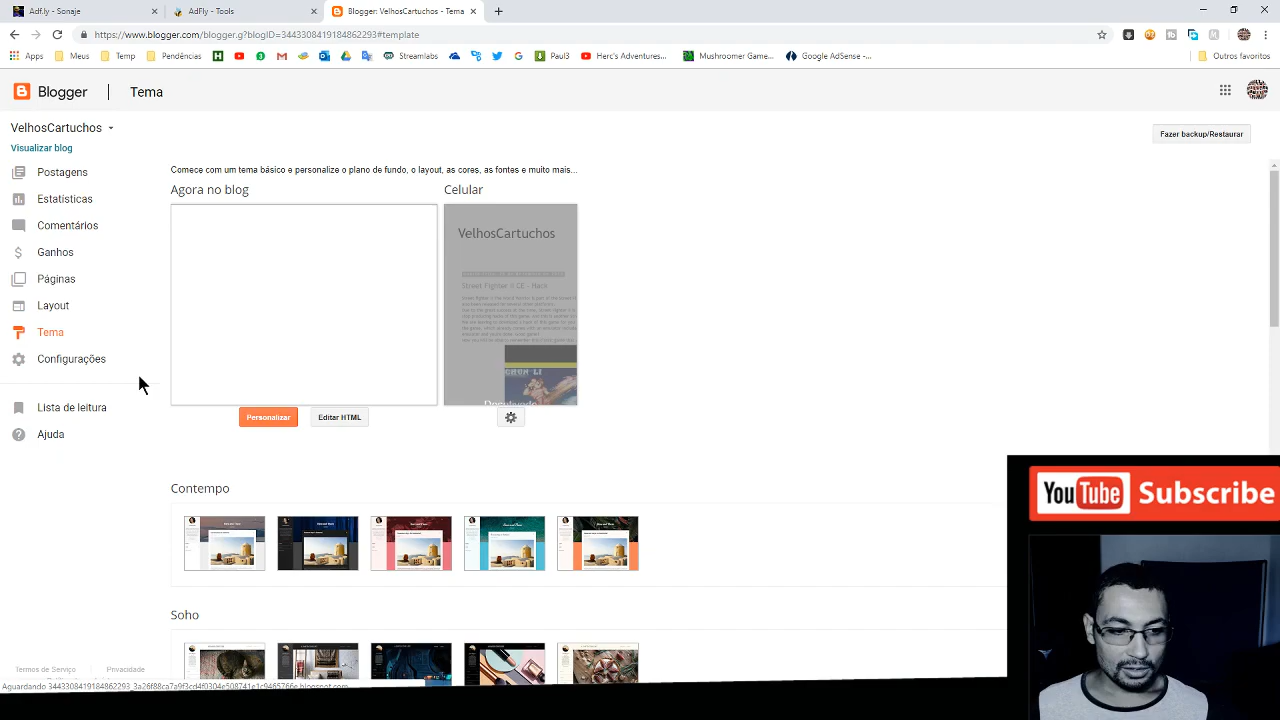 Adf.ly - Sonaje
AdFly - Tools
Blogger: VelhosCartuchos - Tema
https://www.blogger.com/blogger.g?blogID=3443308419184862293#template
Apps
Meus
Temp
Pendências
Streamlabs
Paul3
Herc's Adventures...
Mushroomer Game...
Google AdSense -...
Outros favoritos
Blogger
Tema
VelhosCartuchos
Visualizar blog
Fazer backup/Restaurar
Postagens
Estatísticas
Comentários
Ganhos
Páginas
Layout
Tema
Configurações
Lista de leitura
Ajuda
Comece com um tema básico e personalize o plano de fundo, o layout, as cores, as fontes e muito mais...
Agora no blog
Celular
VelhosCartuchos
Personalizar
Editar HTML
Contempo
Soho
YouTube Subscribe
Termos de Serviço
Privacidade